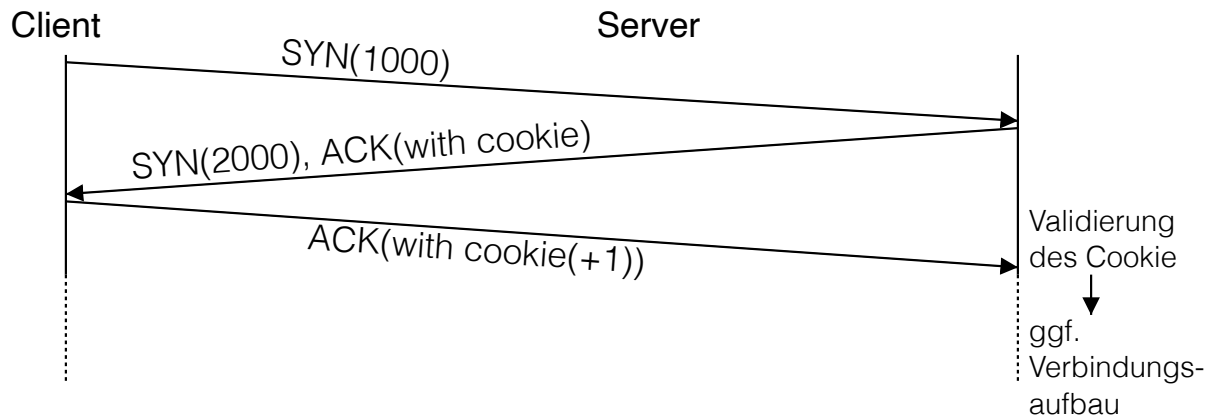 Client
Server
SYN(1000)
SYN(2000), ACK(with cookie)
ACK(with cookie(+1))
Validierung
des Cookie
ggf.
Verbindungs-
aufbau